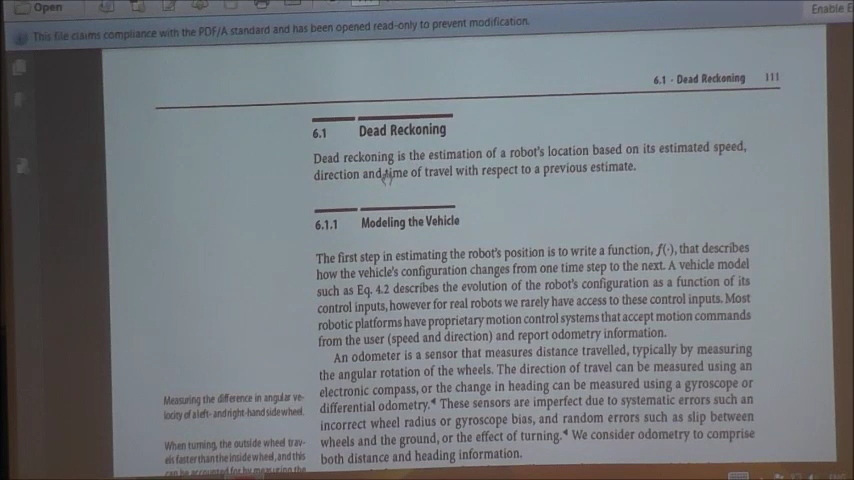 Open
Enable E
This file claims compliance with the PDF/A standard and has been opened read-only to prevent modification.
6.1 · Dead Reckoning 111
6.1 Dead Reckoning
Dead reckoning is the estimation of a robot's location based on its estimated speed,
direction and time of travel with respect to a previous estimate.
6.1.1 Modeling the Vehicle
The first step in estimating the robot's position is to write a function, f(·), that describes
how the vehicle's configuration changes from one time step to the next. A vehicle model
such as Eq. 4.2 describes the evolution of the robot's configuration as a function of its
control inputs, however for real robots we rarely have access to these control inputs. Most
robotic platforms have proprietary motion control systems that accept motion commands
from the user (speed and direction) and report odometry information.
An odometer is a sensor that measures distance travelled, typically by measuring
the angular rotation of the wheels. The direction of travel can be measured using an
electronic compass, or the change in heading can be measured using a gyroscope or
differential odometry.◄ These sensors are imperfect due to systematic errors such an
incorrect wheel radius or gyroscope bias, and random errors such as slip between
wheels and the ground, or the effect of turning.◄ We consider odometry to comprise
both distance and heading information.
Measuring the difference in angular ve-
locity of a left- and right-hand side wheel.
When turning, the outside wheel trav-
els faster than the inside wheel, and this
can be accounted for by measuring the